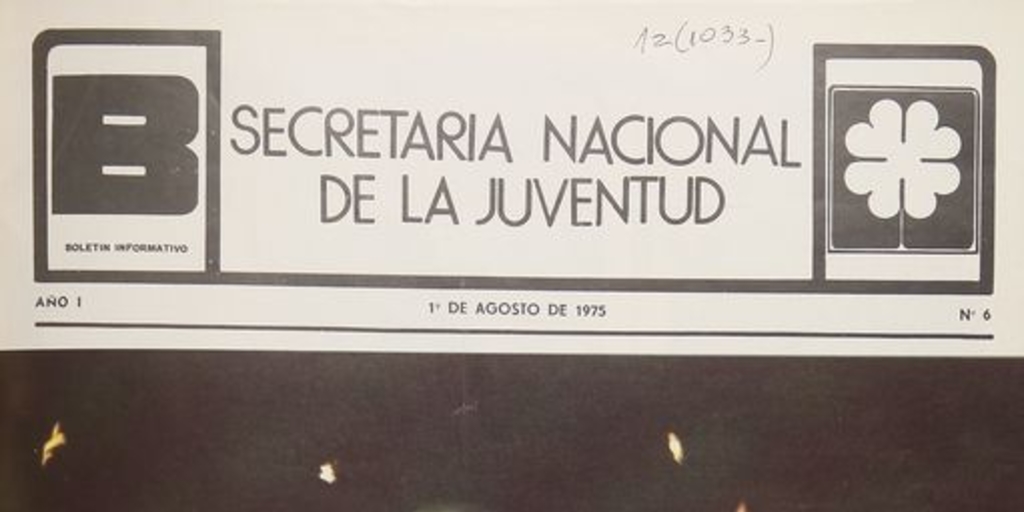 12(1033-)
B
SECRETARIA NACIONAL
DE LA JUVENTUD
BOLETIN INFORMATIVO
AÑO I
1º DE AGOSTO DE 1975
Nº 6